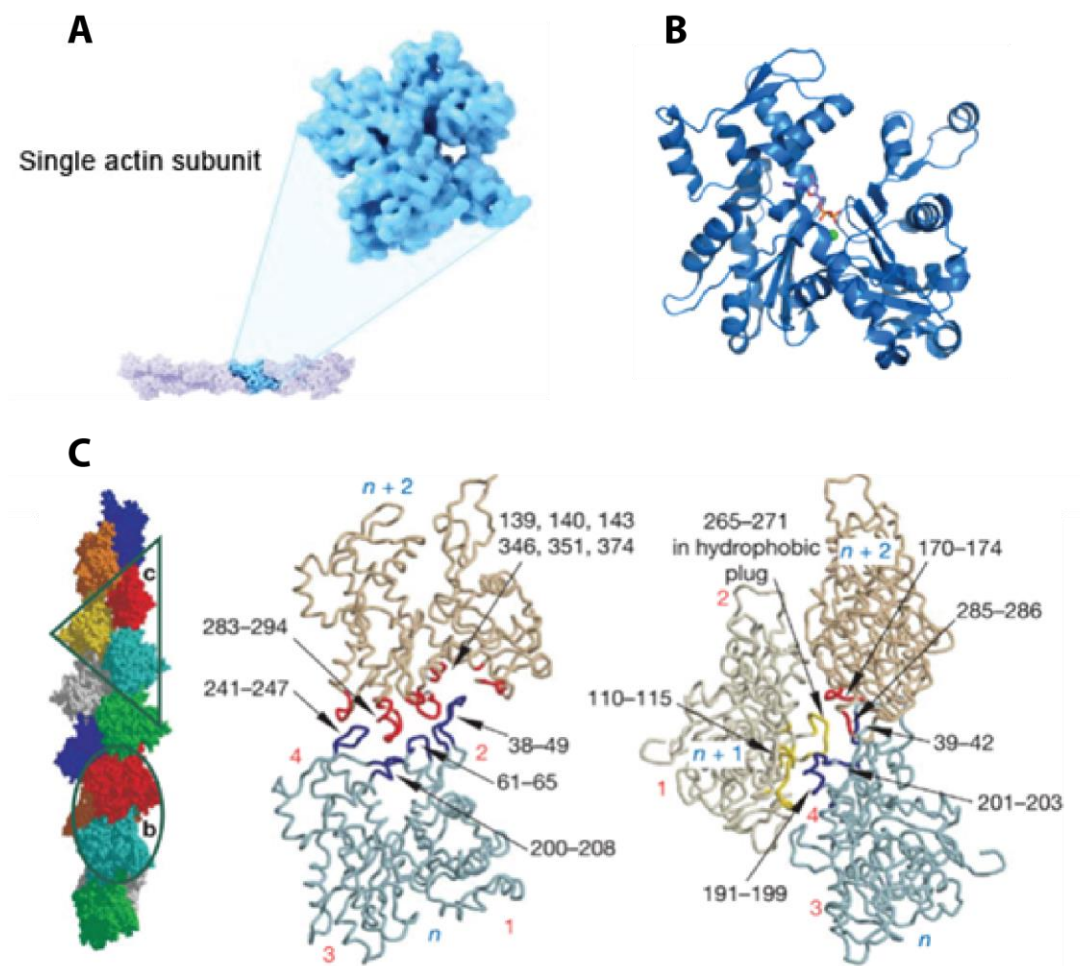 A
B
Single actin subunit
C
c
b
n + 2
139, 140, 143
346, 351, 374
283–294
241–247
4
2
38–49
61–65
200–208
n
1
3
265–271
in hydrophobic
plug
2
n + 2
170–174
285–286
110–115
n + 1
1
39–42
201–203
4
191–199
3
n